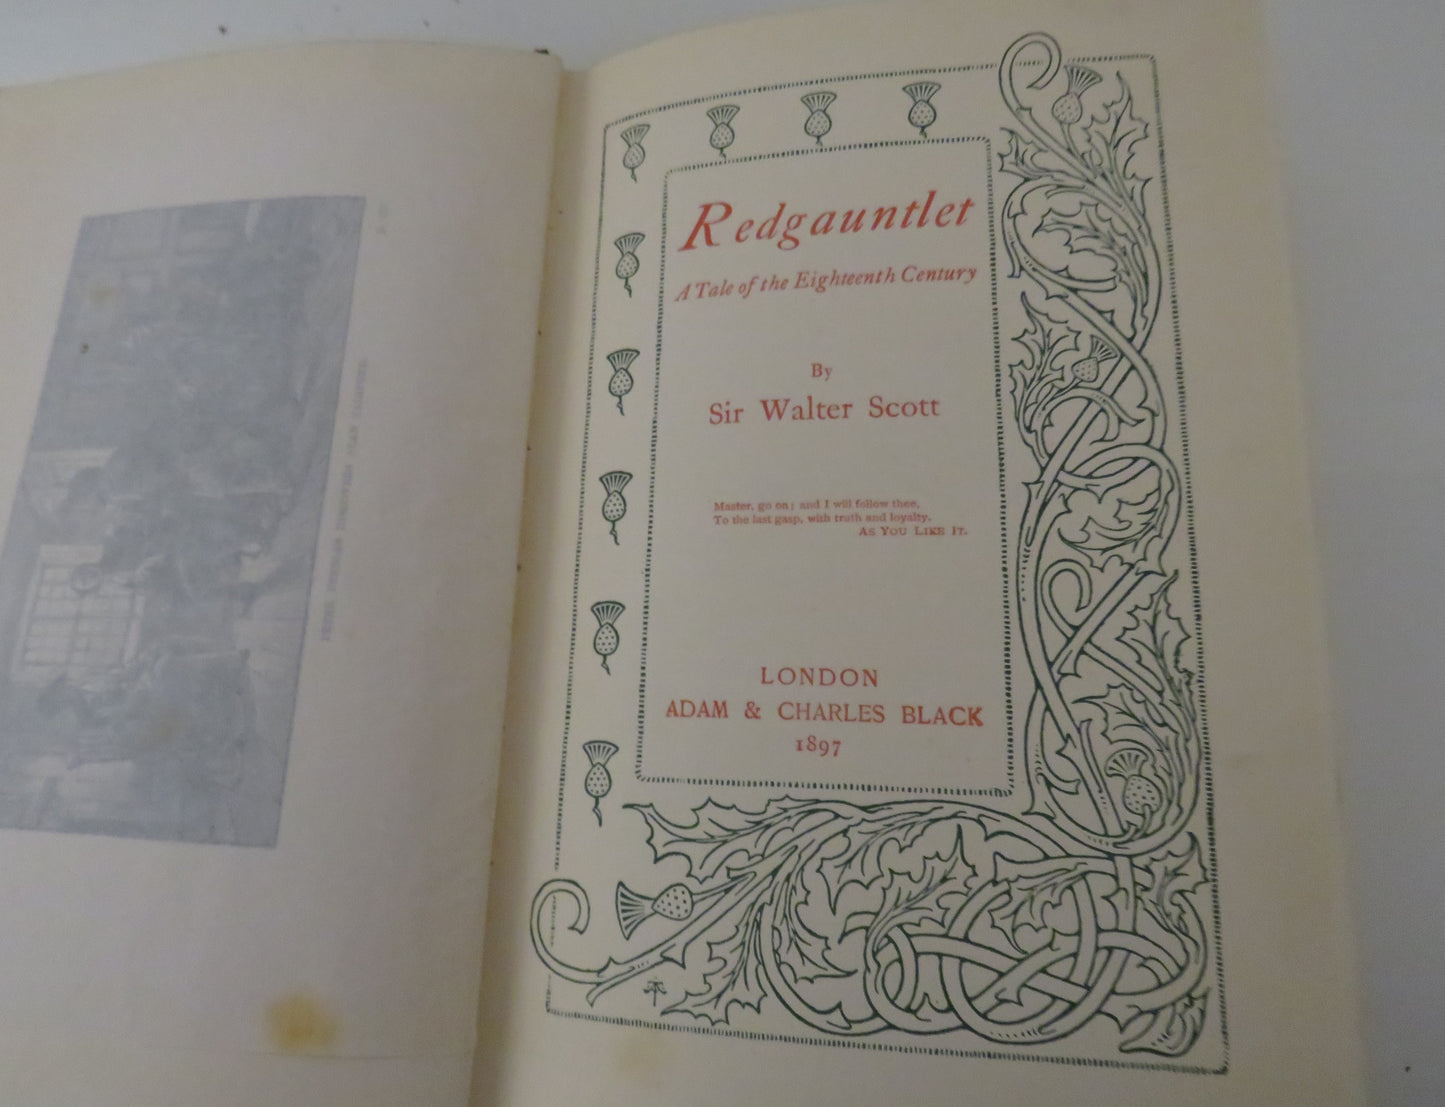 Redgauntlet
A Tale of the Eighteenth Century
By
Sir Walter Scott
Master, go on; and I will follow thee,
To the last gasp, with truth and loyalty.
AS YOU LIKE IT.
LONDON
ADAM & CHARLES BLACK
1897